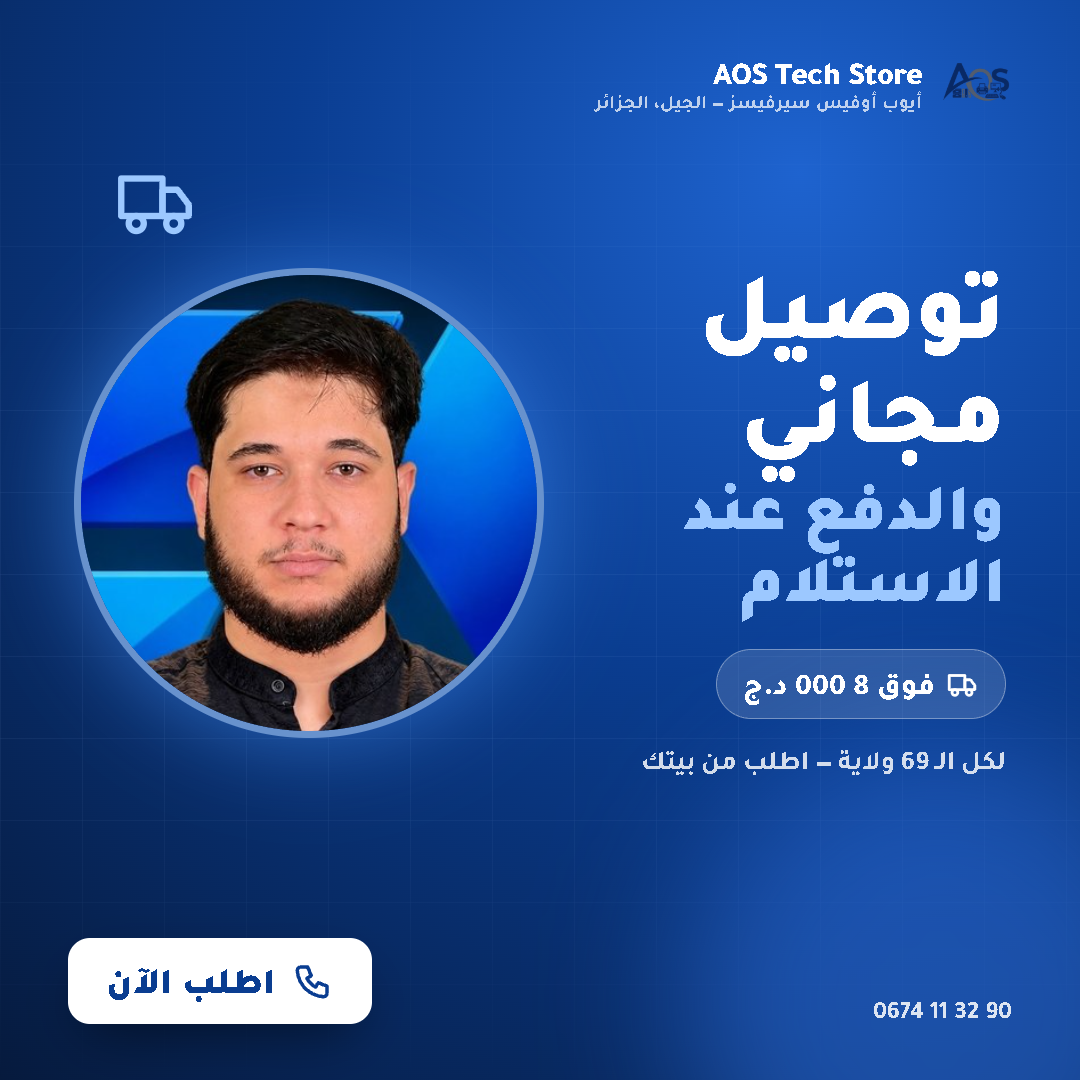 AOS Tech Store
أيوب أوفيس سيرفيسز – الجيل، الجزائر
AOS
توصيل
مجاني
والدفع عند
الاستلام
فوق 8 000 د.ج
لكل الـ 69 ولاية – اطلب من بيتك
اطلب الآن
0674 11 32 90